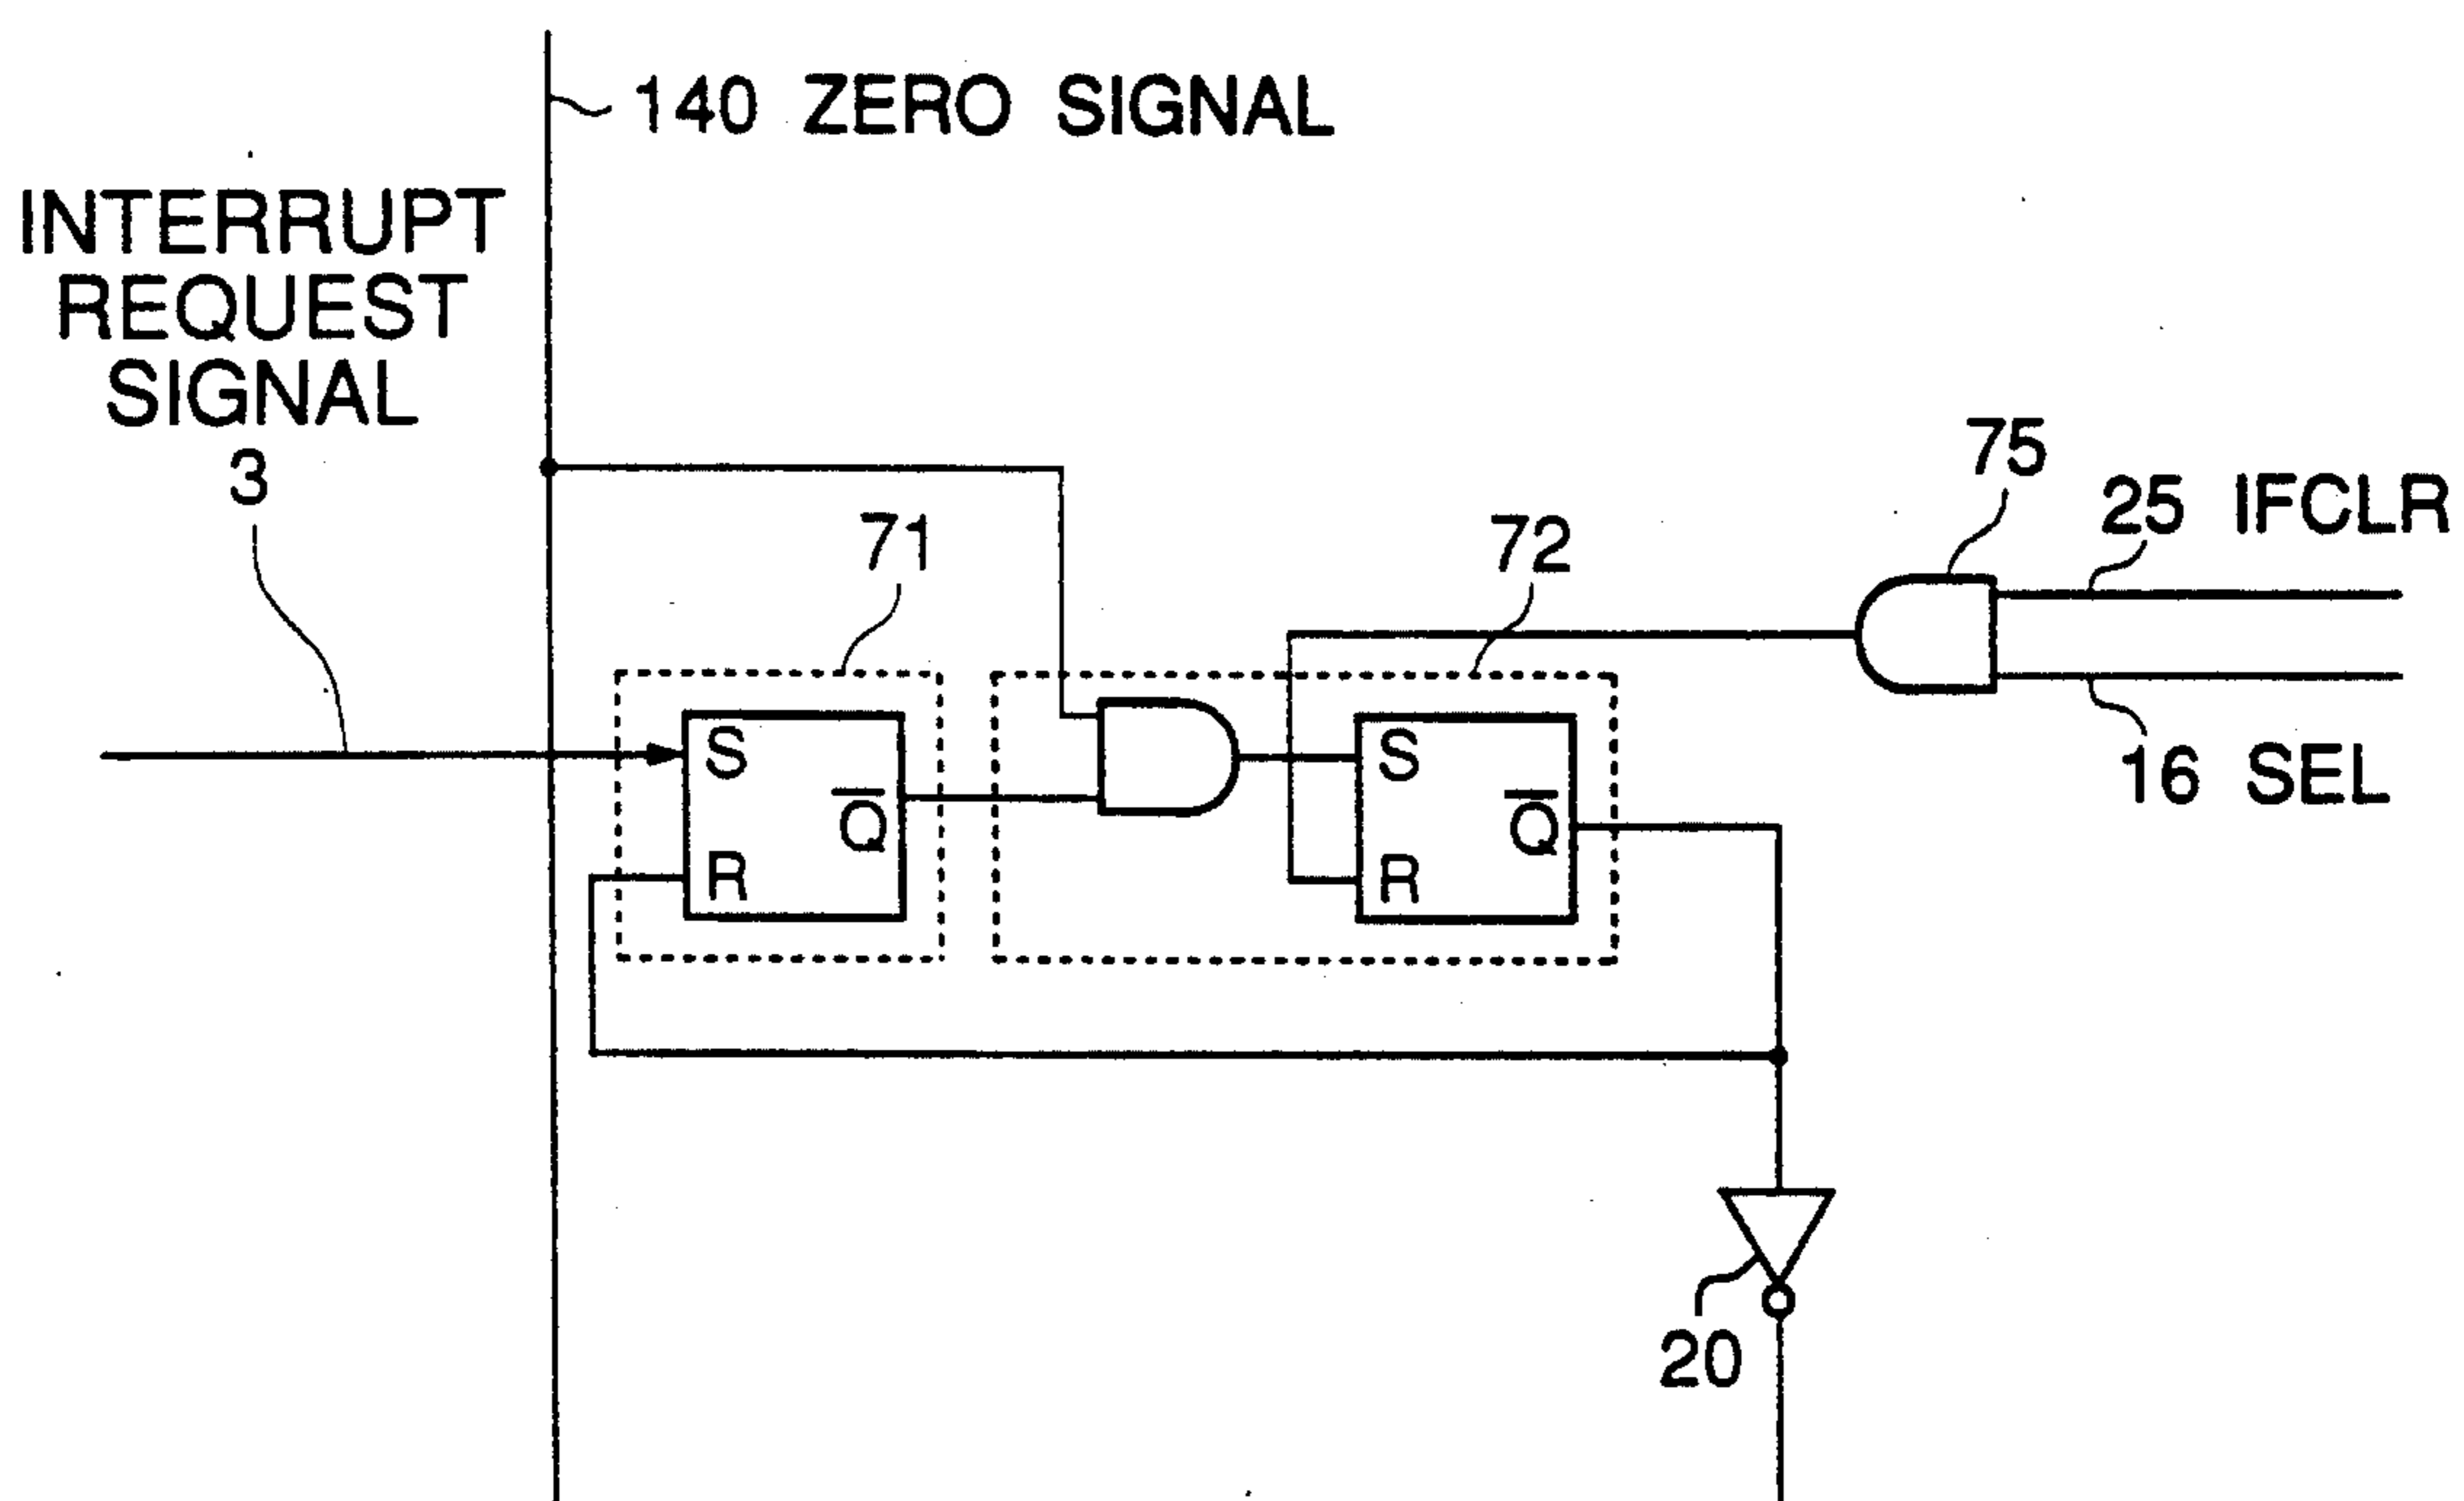 140 ZERO SIGNAL
INTERRUPT
REQUEST
SIGNAL
3
71
72
75
25 IFCLR
16 SEL
S
Q̅
R
S
Q̅
R
20